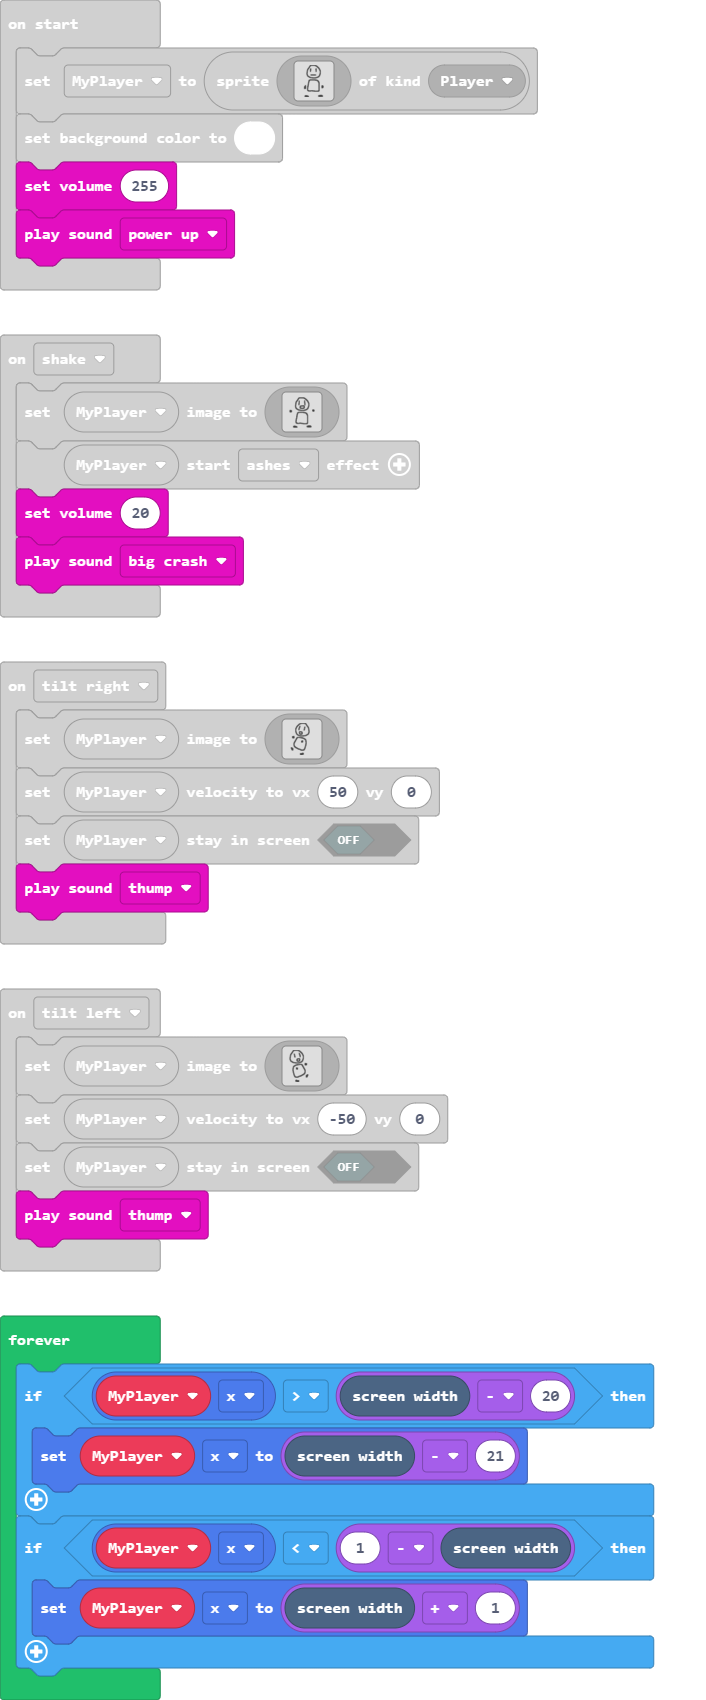 on start
set MyPlayer to sprite of kind Player
set background color to
set volume 255
play sound power up
on shake
set MyPlayer image to
MyPlayer start ashes effect
set volume 20
play sound big crash
on tilt right
set MyPlayer image to
set MyPlayer velocity to vx 50 vy 0
set MyPlayer stay in screen OFF
play sound thump
on tilt left
set MyPlayer image to
set MyPlayer velocity to vx -50 vy 0
set MyPlayer stay in screen OFF
play sound thump
forever
if MyPlayer x > screen width - 20 then
set MyPlayer x to screen width - 21
if MyPlayer x < 1 - screen width then
set MyPlayer x to screen width + 1